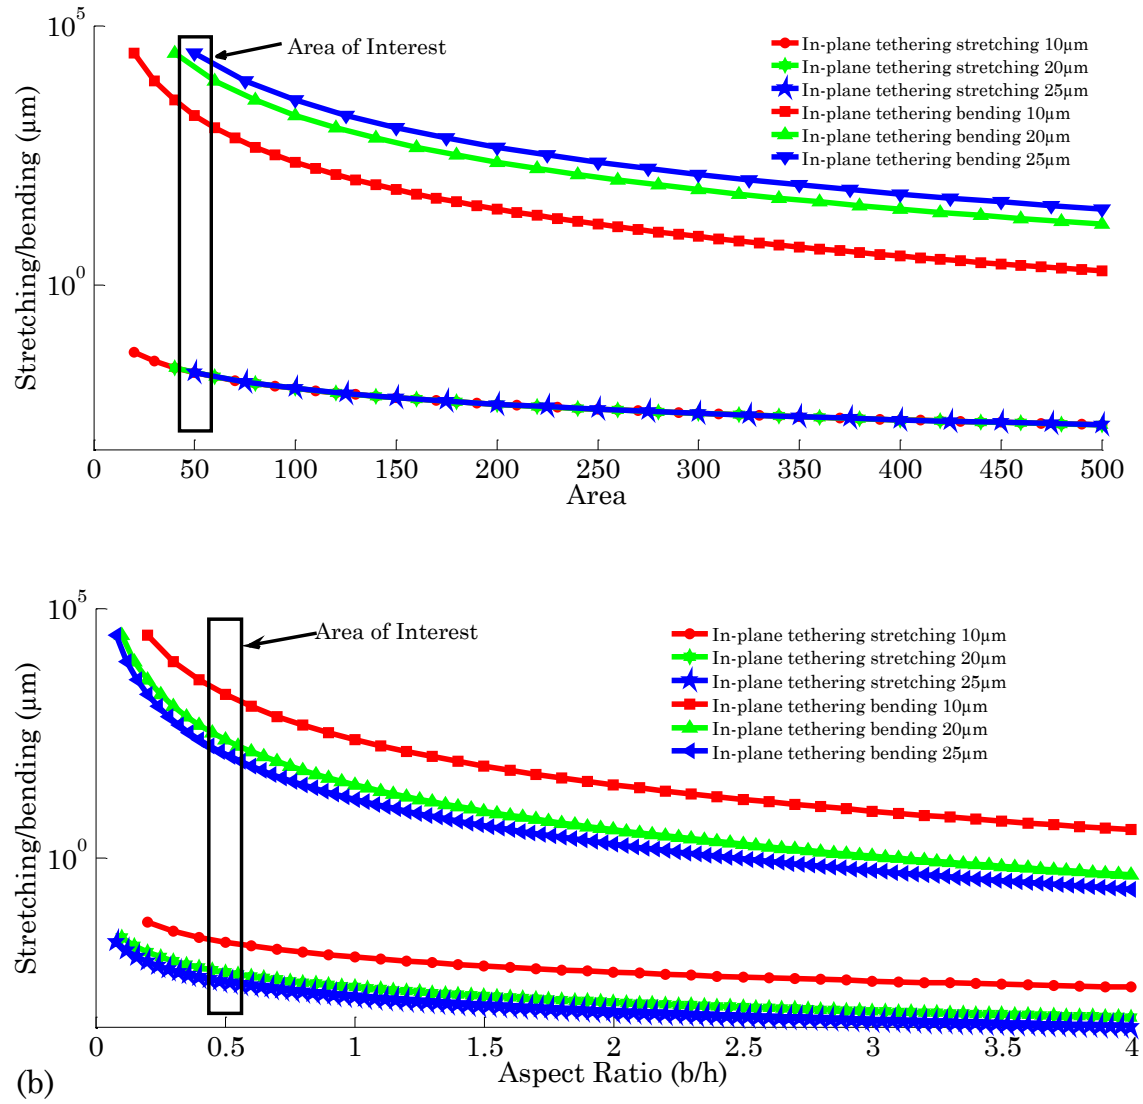 10^5
Area of Interest
In-plane tethering stretching 10μm
In-plane tethering stretching 20μm
In-plane tethering stretching 25μm
In-plane tethering bending 10μm
In-plane tethering bending 20μm
In-plane tethering bending 25μm
Stretching/bending (μm)
10^0
0 50 100 150 200 250 300 350 400 450 500
Area
10^5
Area of Interest
In-plane tethering stretching 10μm
In-plane tethering stretching 20μm
In-plane tethering stretching 25μm
In-plane tethering bending 10μm
In-plane tethering bending 20μm
In-plane tethering bending 25μm
Stretching/bending (μm)
10^0
0 0.5 1 1.5 2 2.5 3 3.5 4
Aspect Ratio (b/h)
(b)